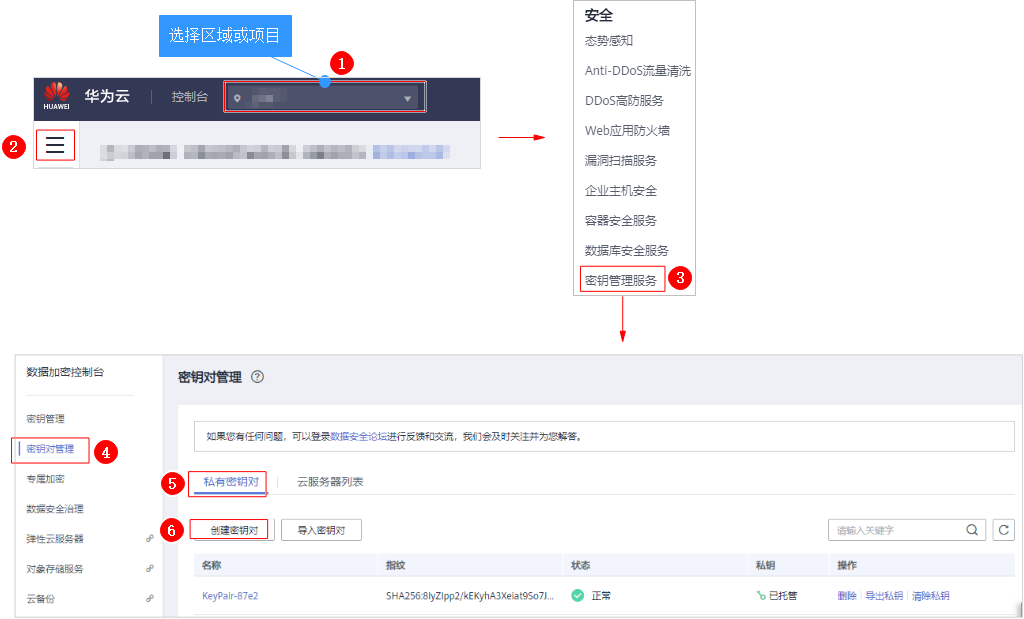 选择区域或项目
1
HUAWEI
华为云
控制台
2
安全
态势感知
Anti-DDoS流量清洗
DDoS高防服务
Web应用防火墙
漏洞扫描服务
企业主机安全
容器安全服务
数据库安全服务
密钥管理服务
3
数据加密控制台
密钥管理
密钥对管理
4
专属加密
数据安全治理
弹性云服务器
对象存储服务
云备份
密钥对管理 ?
如果您有任何问题，可以登录数据安全论坛进行反馈和交流，我们会及时关注并为您解答。
5
私有密钥对 云服务器列表
6
创建密钥对 导入密钥对 请输入关键字
名称 指纹 状态 私钥 操作
KeyPair-87e2 SHA256:8IyZIpp2/kEKyhA3Xeiat9So7J... 正常 已托管 删除 导出私钥 清除私钥